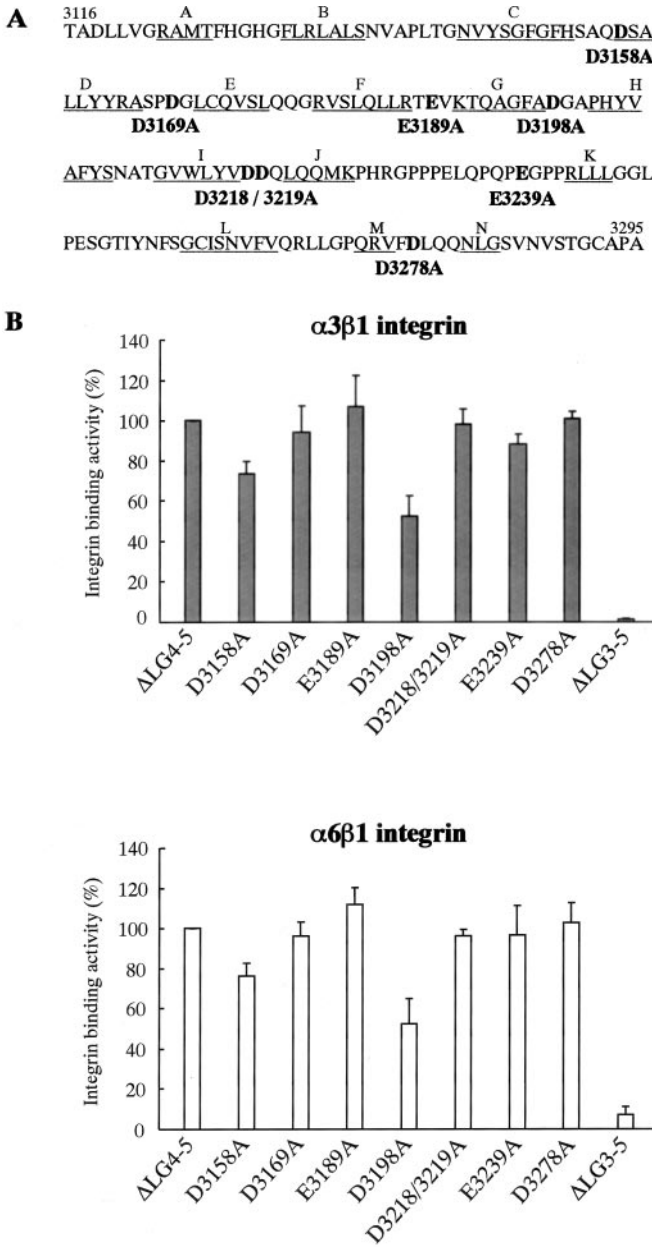 A
3116 A B C
TADLLVGRAMTFHGHGFLRLALSNVAPLTGNVYSGFGFHSAQDSA
D3158A
D E F G H
LLYYRASPDGLCQVSLQQGRVSLQLLRTEVKTQAGFADGAPHYV
D3169A E3189A D3198A
I J K
AFYSNATGVWLYVDDQLQQMKPHRGPPPELQPQPEGPPRLLLGGL
D3218 / 3219A E3239A
L M N 3295
PESGTIYNFSGCISNVFVQRLLGPQRVFDLQQNLGSVNVSTGCAPA
D3278A
B
α3β1 integrin
Integrin binding activity (%)
140
120
100
80
60
40
20
0
ΔLG4-5 D3158A D3169A E3189A D3198A D3218/3219A E3239A D3278A ΔLG3-5
α6β1 integrin
Integrin binding activity (%)
140
120
100
80
60
40
20
0
ΔLG4-5 D3158A D3169A E3189A D3198A D3218/3219A E3239A D3278A ΔLG3-5